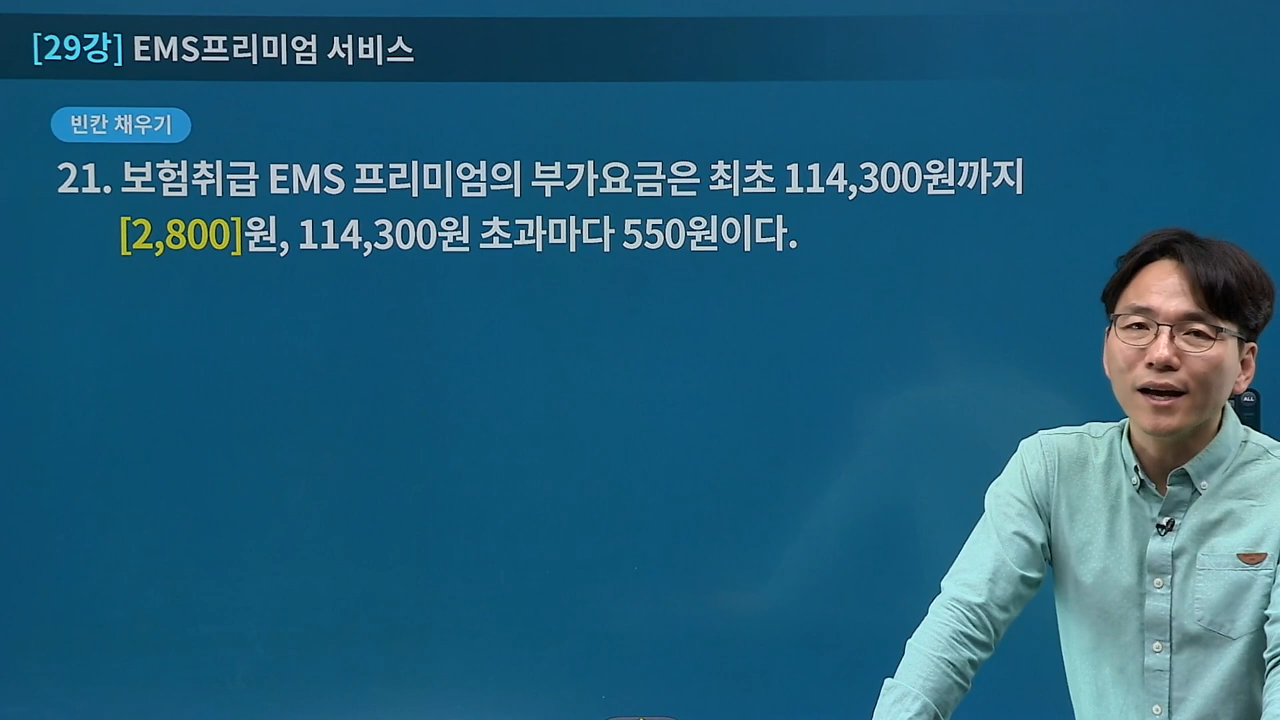 [29강] EMS프리미엄 서비스
빈칸 채우기
21. 보험취급 EMS 프리미엄의 부가요금은 최초 114,300원까지
[2,800]원, 114,300원 초과마다 550원이다.
ALL